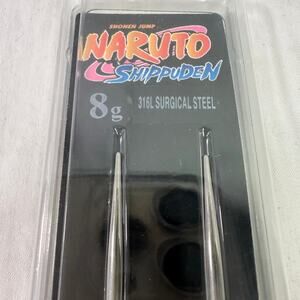 SHONEN JUMP
NARUTO
SHIPPUDEN
8g
316L SURGICAL STEEL